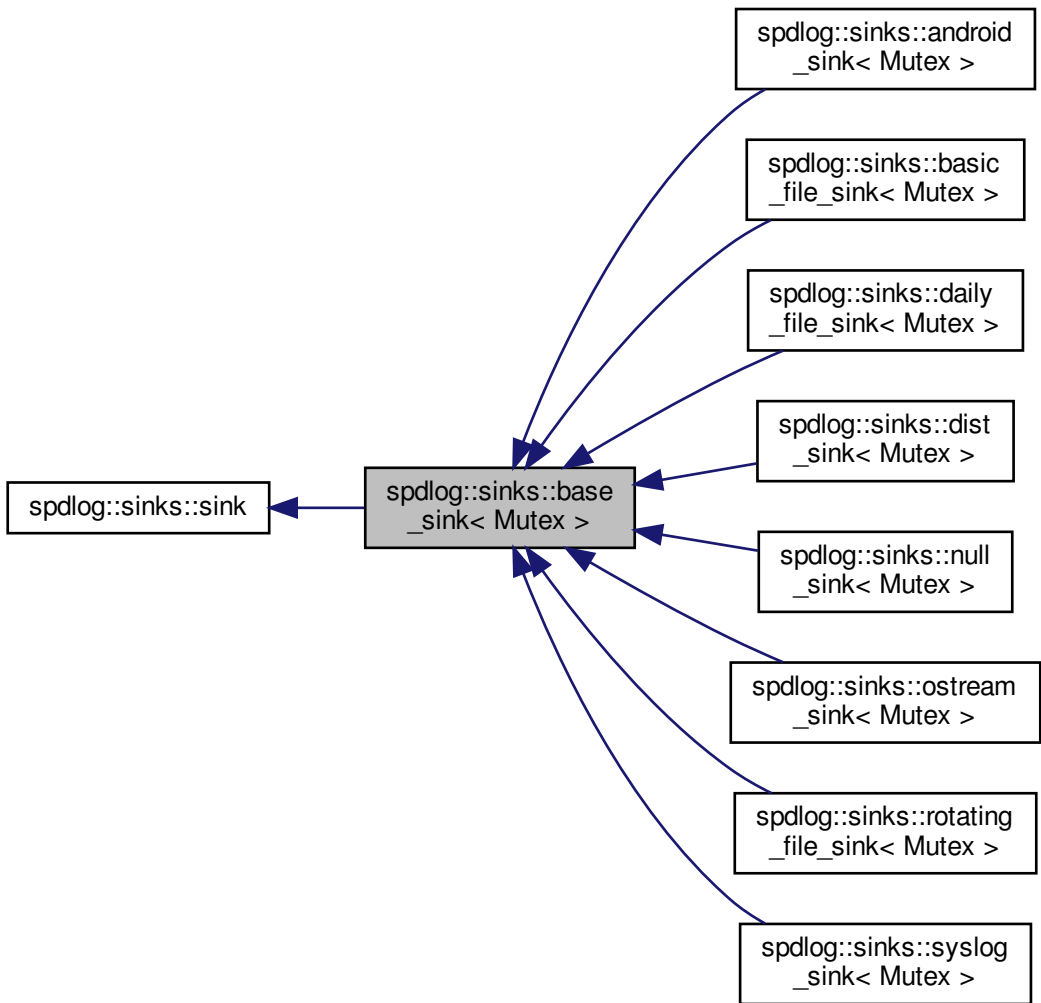 spdlog::sinks::sink
spdlog::sinks::base
_sink< Mutex >
spdlog::sinks::android
_sink< Mutex >
spdlog::sinks::basic
_file_sink< Mutex >
spdlog::sinks::daily
_file_sink< Mutex >
spdlog::sinks::dist
_sink< Mutex >
spdlog::sinks::null
_sink< Mutex >
spdlog::sinks::ostream
_sink< Mutex >
spdlog::sinks::rotating
_file_sink< Mutex >
spdlog::sinks::syslog
_sink< Mutex >